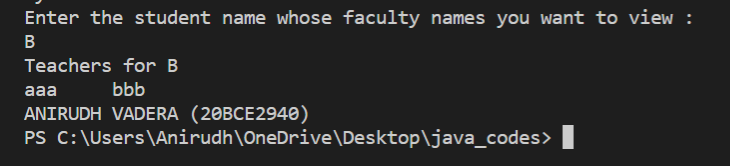 Enter the student name whose faculty names you want to view :
B
Teachers for B
aaa     bbb
ANIRUDH VADERA (20BCE2940)
PS C:\Users\Anirudh\OneDrive\Desktop\java_codes>